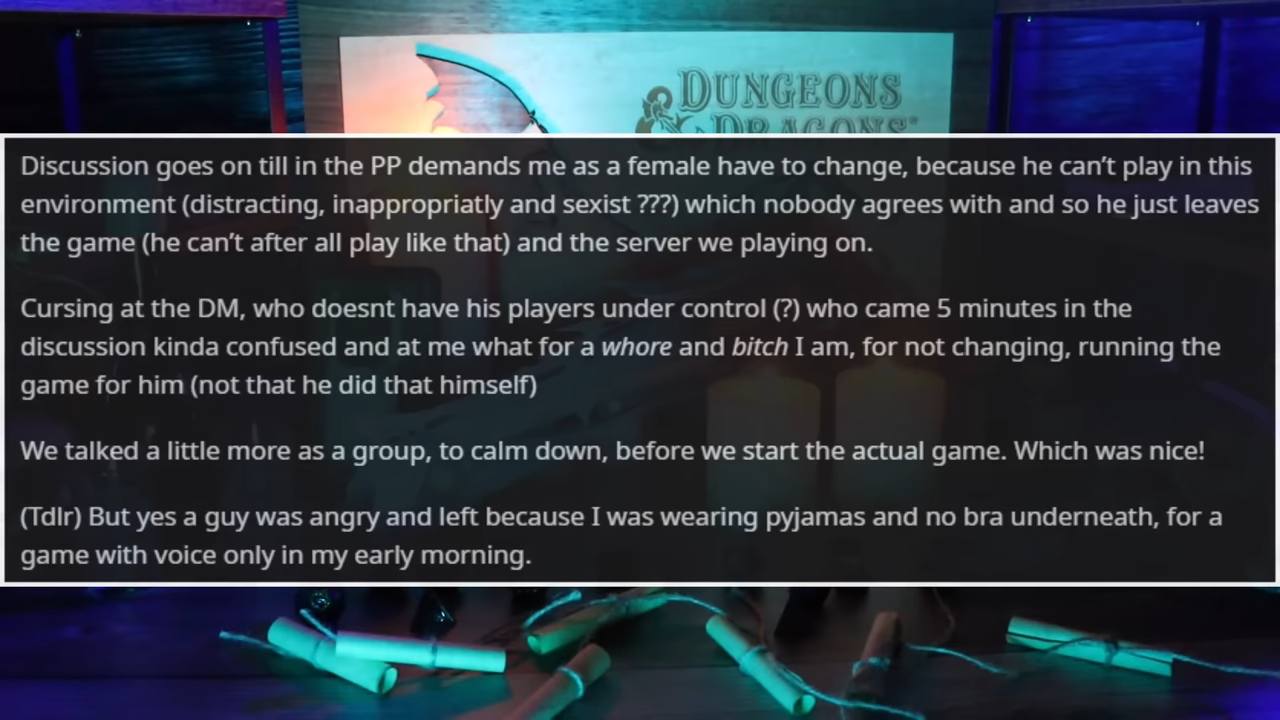 DUNGEONS
& DRAGONS
Discussion goes on till in the PP demands me as a female have to change, because he can’t play in this
environment (distracting, inappropriatly and sexist ???) which nobody agrees with and so he just leaves
the game (he can’t after all play like that) and the server we playing on.
Cursing at the DM, who doesnt have his players under control (?) who came 5 minutes in the
discussion kinda confused and at me what for a whore and bitch I am, for not changing, running the
game for him (not that he did that himself)
We talked a little more as a group, to calm down, before we start the actual game. Which was nice!
(Tdlr) But yes a guy was angry and left because I was wearing pyjamas and no bra underneath, for a
game with voice only in my early morning.